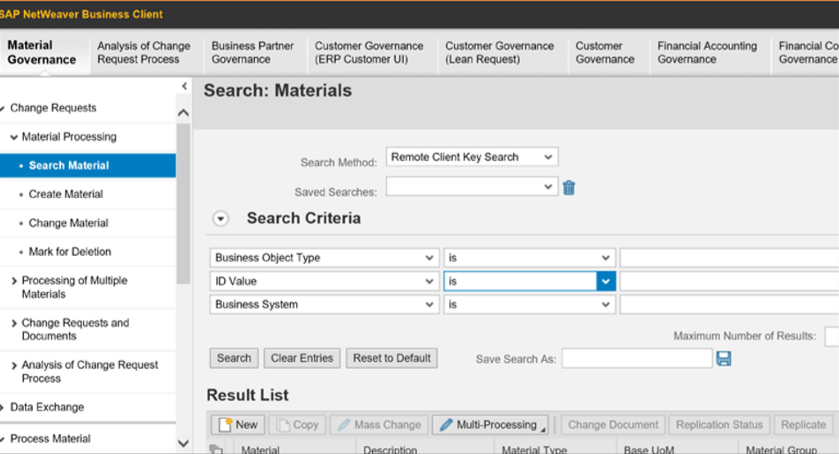 SAP NetWeaver Business Client
Material Governance
Analysis of Change Request Process
Business Partner Governance
Customer Governance (ERP Customer UI)
Customer Governance (Lean Request)
Customer Governance
Financial Accounting Governance
Financial Co
Governance
Change Requests
Material Processing
Search Material
Create Material
Change Material
Mark for Deletion
Processing of Multiple
Materials
Change Requests and
Documents
Analysis of Change Request
Process
Data Exchange
Process Material
Search: Materials
Search Method: Remote Client Key Search
Saved Searches:
Search Criteria
Business Object Type is
ID Value is
Business System is
Maximum Number of Results:
Search Clear Entries Reset to Default Save Search As:
Result List
New Copy Mass Change Multi-Processing Change Document Replication Status Replicate
Material Description Material Type Base UoM Material Group